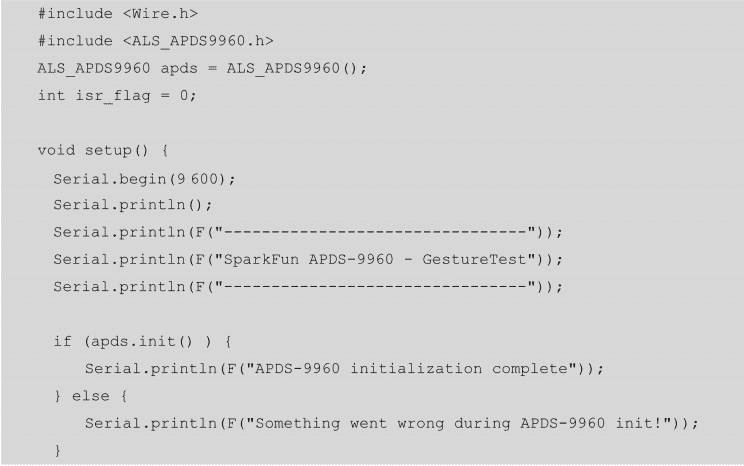 #include <Wire.h>
#include <ALS_APDS9960.h>
ALS_APDS9960 apds = ALS_APDS9960();
int isr_flag = 0;

void setup() {
  Serial.begin(9 600);
  Serial.println();
  Serial.println(F("--------------------------------"));
  Serial.println(F("SparkFun APDS-9960 - GestureTest"));
  Serial.println(F("--------------------------------"));

  if (apds.init() ) {
     Serial.println(F("APDS-9960 initialization complete"));
  } else {
     Serial.println(F("Something went wrong during APDS-9960 init!"));
  }